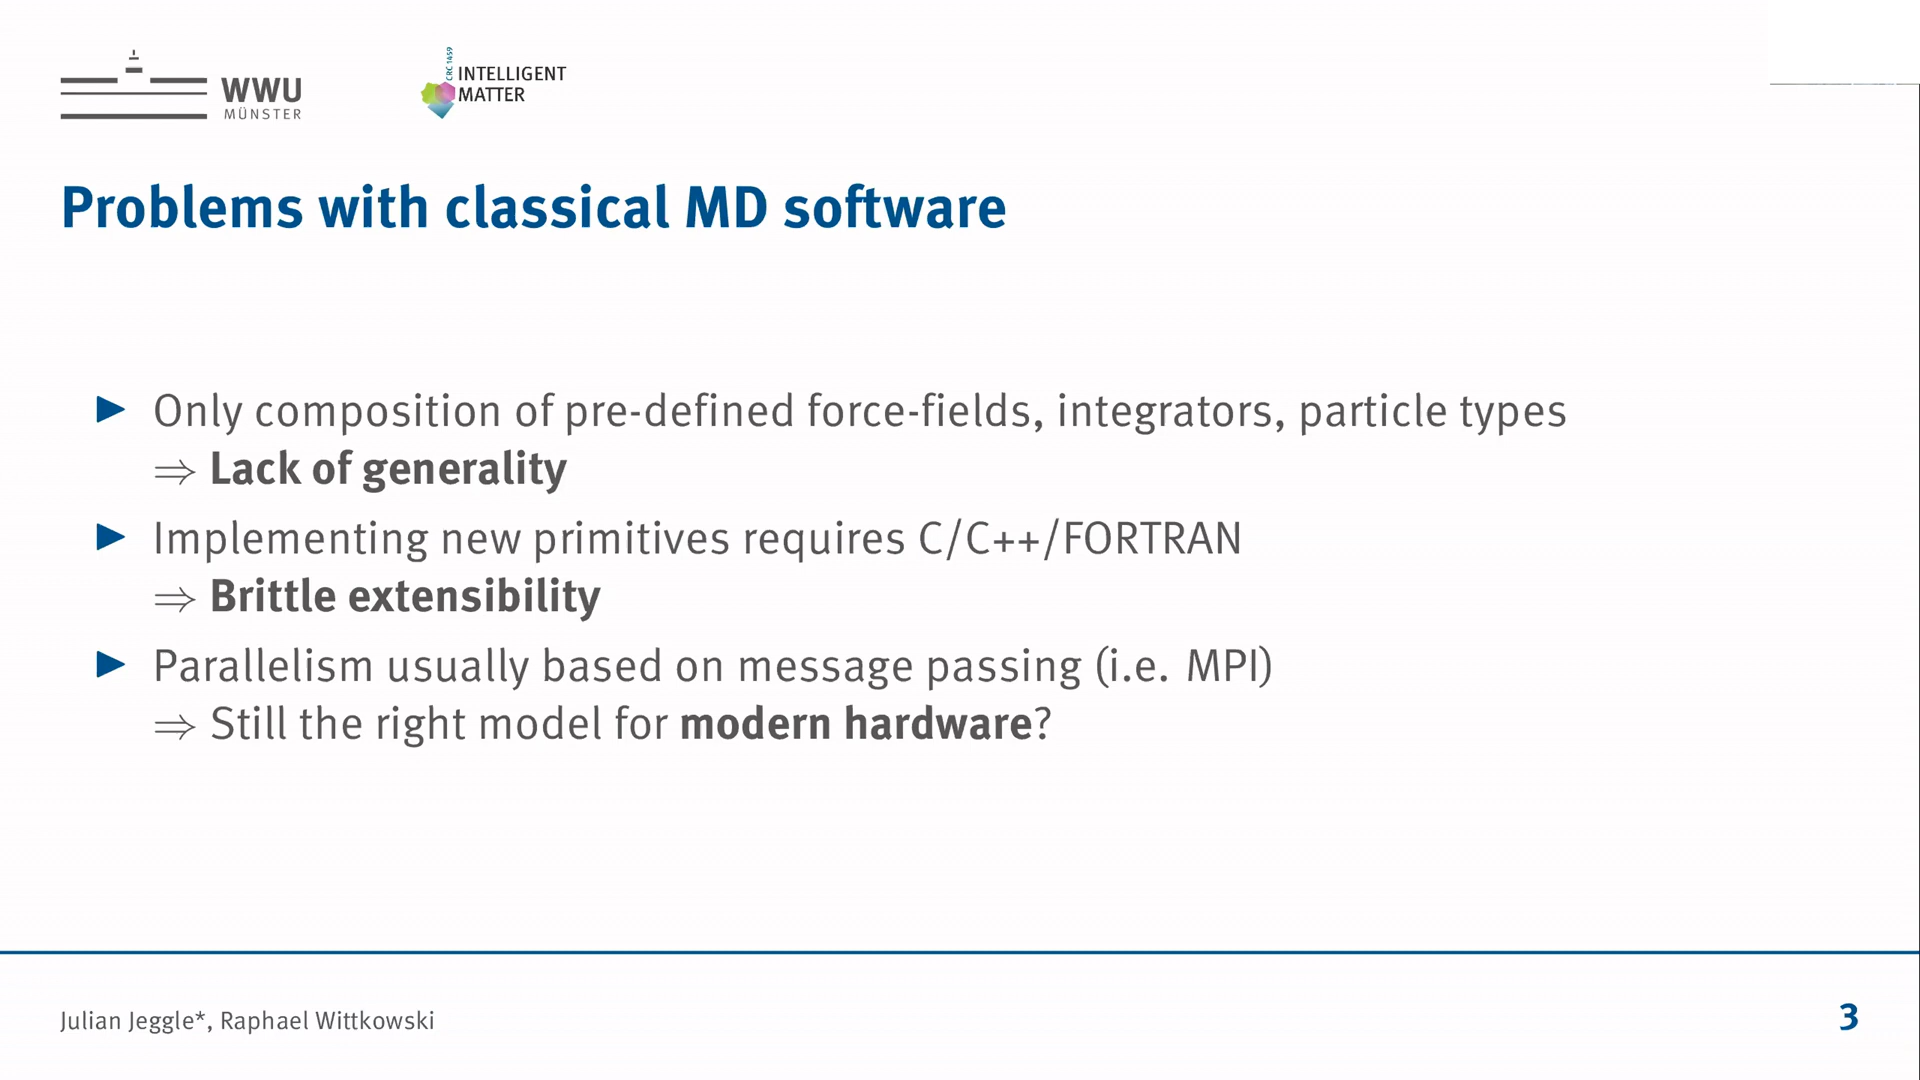 WWU
MÜNSTER
CRC 1459
INTELLIGENT
MATTER
Problems with classical MD software
▶ Only composition of pre-defined force-fields, integrators, particle types
⇒ Lack of generality
▶ Implementing new primitives requires C/C++/FORTRAN
⇒ Brittle extensibility
▶ Parallelism usually based on message passing (i.e. MPI)
⇒ Still the right model for modern hardware?
Julian Jeggle*, Raphael Wittkowski
3